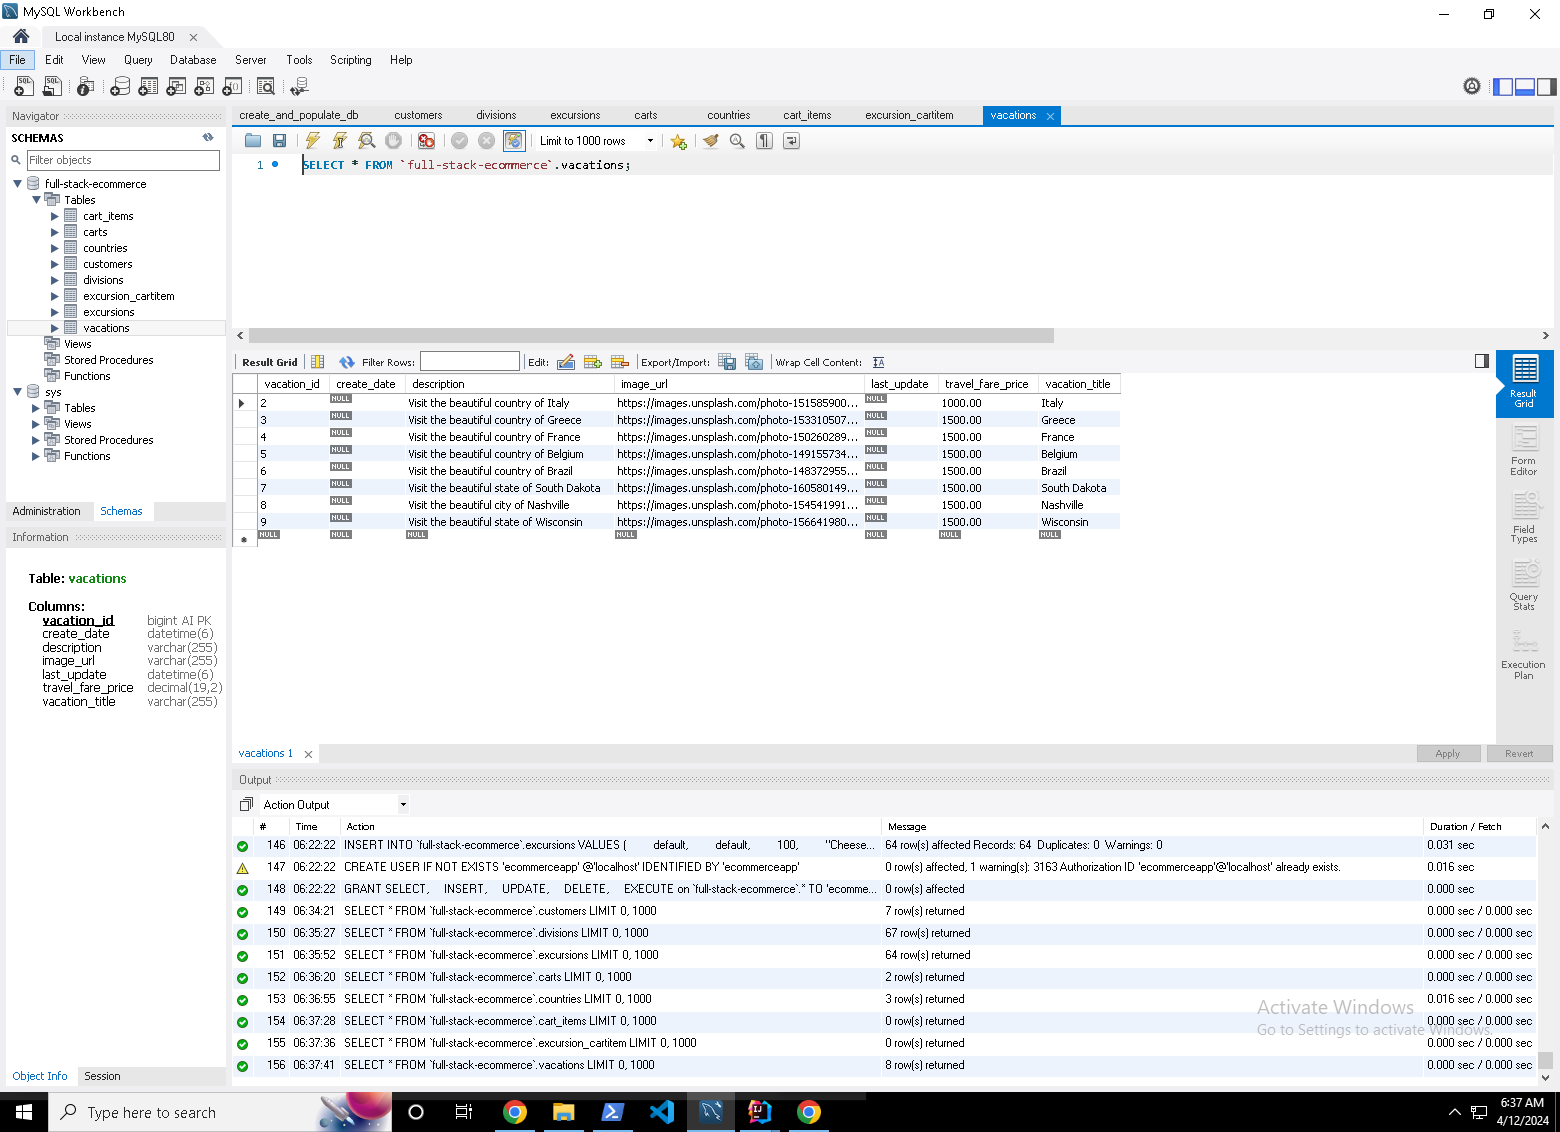 MySQL Workbench
Local instance MySQL80
File Edit View Query Database Server Tools Scripting Help
Navigator
SCHEMAS
Filter objects
full-stack-ecommerce
Tables
cart_items
carts
countries
customers
divisions
excursion_cartitem
excursions
vacations
Views
Stored Procedures
Functions
sys
Tables
Views
Stored Procedures
Functions
Administration Schemas
Information
Table: vacations
Columns:
vacation_id bigint AI PK
create_date datetime(6)
description varchar(255)
image_url varchar(255)
last_update datetime(6)
travel_fare_price decimal(19,2)
vacation_title varchar(255)
Object Info Session
create_and_populate_db customers divisions excursions carts countries cart_items excursion_cartitem vacations
Limit to 1000 rows
1 SELECT * FROM `full-stack-ecommerce`.vacations;
Result Grid Filter Rows: Edit: Export/Import: Wrap Cell Content:
vacation_id create_date description image_url last_update travel_fare_price vacation_title
2 NULL Visit the beautiful country of Italy https://images.unsplash.com/photo-151585900... NULL 1000.00 Italy
3 NULL Visit the beautiful country of Greece https://images.unsplash.com/photo-153310507... NULL 1500.00 Greece
4 NULL Visit the beautiful country of France https://images.unsplash.com/photo-150260289... NULL 1500.00 France
5 NULL Visit the beautiful country of Belgium https://images.unsplash.com/photo-149155734... NULL 1500.00 Belgium
6 NULL Visit the beautiful country of Brazil https://images.unsplash.com/photo-148372955... NULL 1500.00 Brazil
7 NULL Visit the beautiful state of South Dakota https://images.unsplash.com/photo-160580149... NULL 1500.00 South Dakota
8 NULL Visit the beautiful city of Nashville https://images.unsplash.com/photo-154541991... NULL 1500.00 Nashville
9 NULL Visit the beautiful state of Wisconsin https://images.unsplash.com/photo-156641980... NULL 1500.00 Wisconsin
NULL NULL NULL NULL NULL NULL NULL
Result
Grid
Form
Editor
Field
Types
Query
Stats
Execution
Plan
vacations 1
Apply Revert
Output
Action Output
# Time Action Message Duration / Fetch
146 06:22:22 INSERT INTO `full-stack-ecommerce`.excursions VALUES ( default, default, 100, "Cheese... 64 row(s) affected Records: 64 Duplicates: 0 Warnings: 0 0.031 sec
147 06:22:22 CREATE USER IF NOT EXISTS 'ecommerceapp' @'localhost' IDENTIFIED BY 'ecommerceapp' 0 row(s) affected, 1 warning(s): 3163 Authorization ID 'ecommerceapp'@'localhost' already exists. 0.016 sec
148 06:22:22 GRANT SELECT, INSERT, UPDATE, DELETE, EXECUTE on `full-stack-ecommerce`.* TO 'ecomme... 0 row(s) affected 0.000 sec
149 06:34:21 SELECT * FROM `full-stack-ecommerce`.customers LIMIT 0, 1000 7 row(s) returned 0.000 sec / 0.000 sec
150 06:35:27 SELECT * FROM `full-stack-ecommerce`.divisions LIMIT 0, 1000 67 row(s) returned 0.000 sec / 0.000 sec
151 06:35:52 SELECT * FROM `full-stack-ecommerce`.excursions LIMIT 0, 1000 64 row(s) returned 0.000 sec / 0.000 sec
152 06:36:20 SELECT * FROM `full-stack-ecommerce`.carts LIMIT 0, 1000 2 row(s) returned 0.000 sec / 0.000 sec
153 06:36:55 SELECT * FROM `full-stack-ecommerce`.countries LIMIT 0, 1000 3 row(s) returned 0.016 sec / 0.000 sec
154 06:37:28 SELECT * FROM `full-stack-ecommerce`.cart_items LIMIT 0, 1000 0 row(s) returned 0.000 sec / 0.000 sec
155 06:37:36 SELECT * FROM `full-stack-ecommerce`.excursion_cartitem LIMIT 0, 1000 0 row(s) returned 0.000 sec / 0.000 sec
156 06:37:41 SELECT * FROM `full-stack-ecommerce`.vacations LIMIT 0, 1000 8 row(s) returned 0.000 sec / 0.000 sec
Activate Windows
Go to Settings to activate Windows.
Type here to search
6:37 AM
4/12/2024